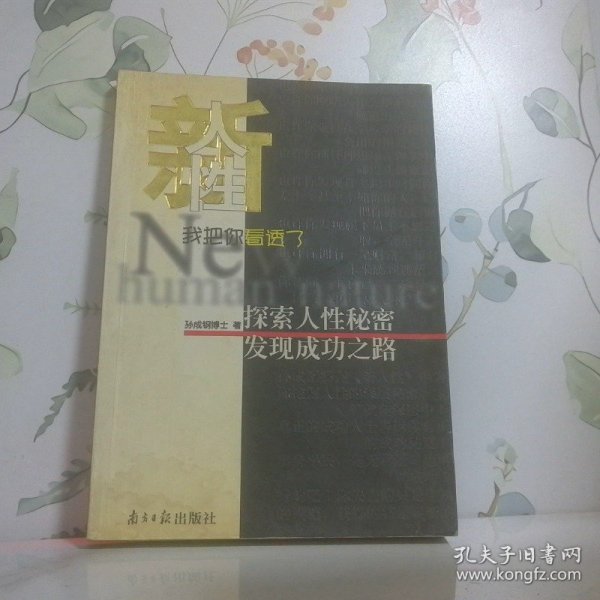 新人性
我把你看透了
New
human nature
孙成钢博士 著
探索人性秘密
发现成功之路
南方日报出版社
孔夫子旧书网
www.kongfz.com